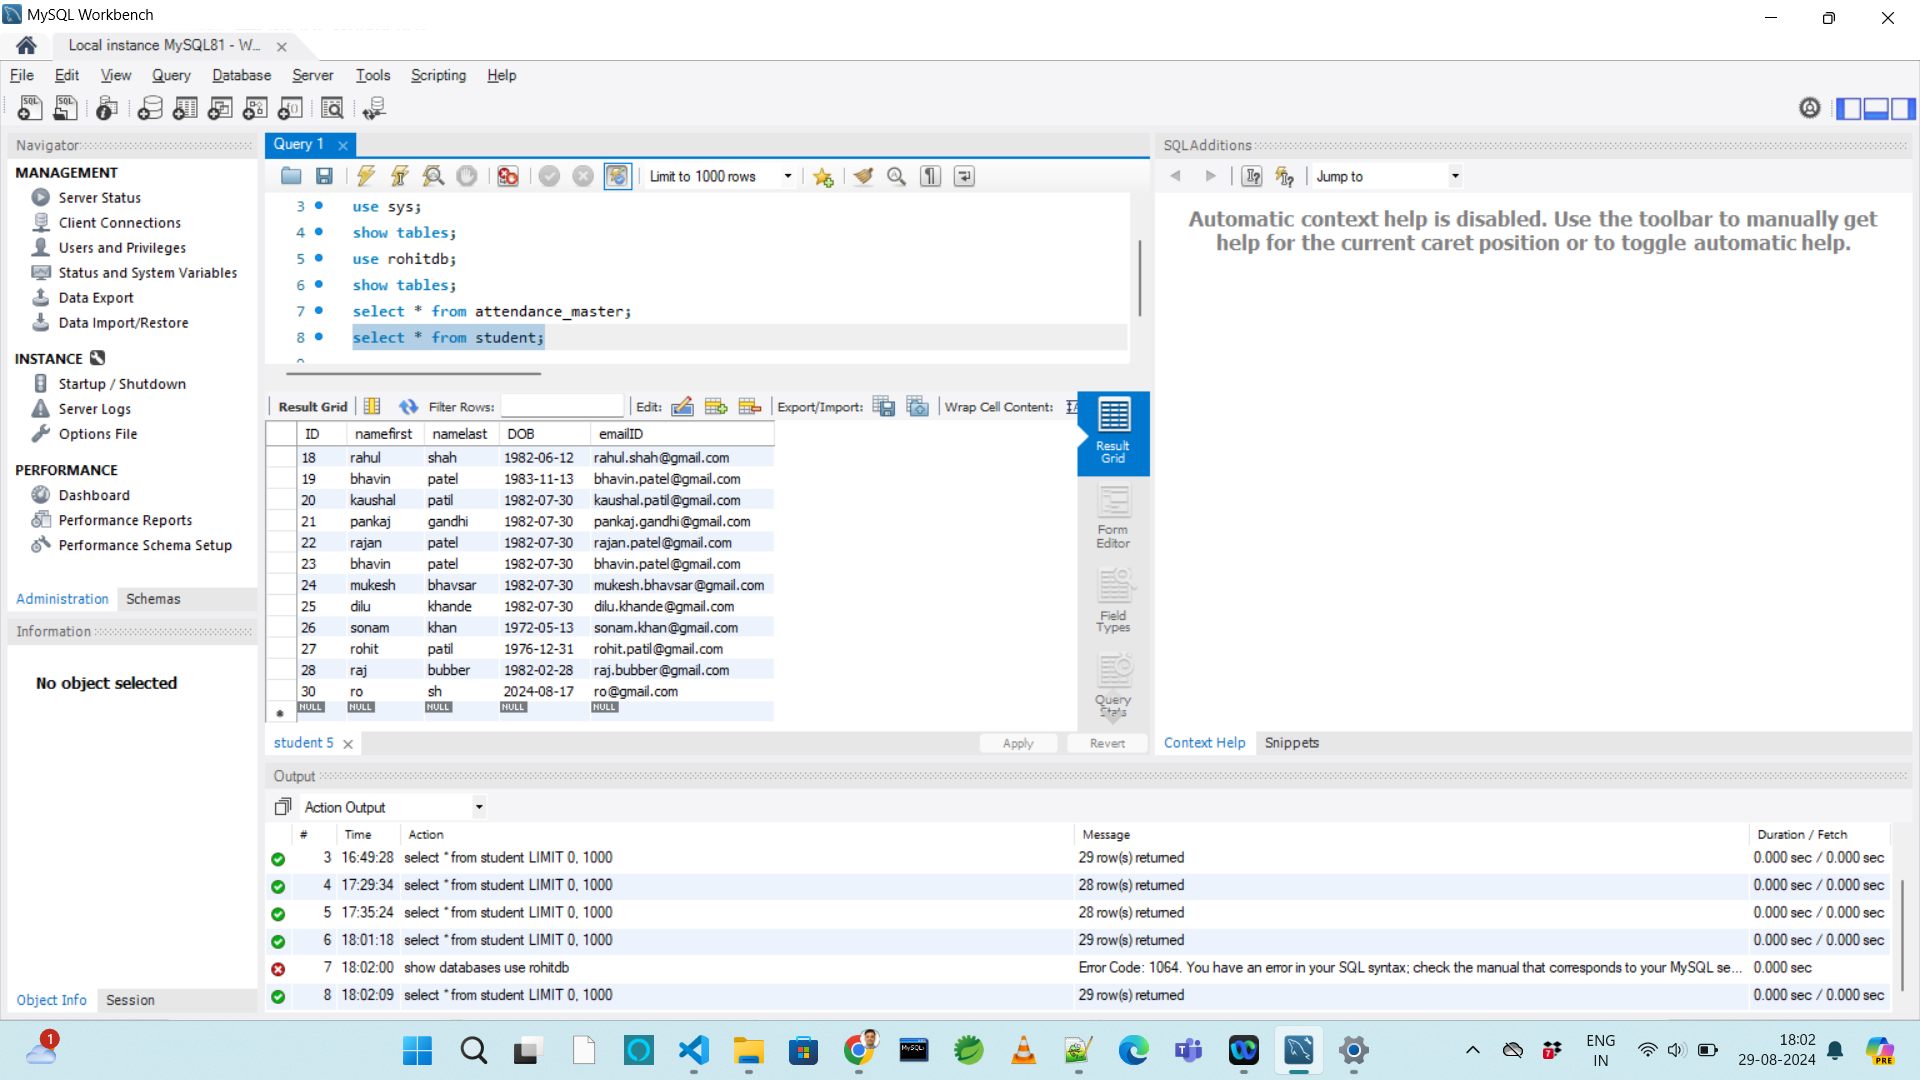 MySQL Workbench
Local instance MySQL81 - W...
File Edit View Query Database Server Tools Scripting Help
Navigator
MANAGEMENT
Server Status
Client Connections
Users and Privileges
Status and System Variables
Data Export
Data Import/Restore
INSTANCE
Startup / Shutdown
Server Logs
Options File
PERFORMANCE
Dashboard
Performance Reports
Performance Schema Setup
Administration Schemas
Information
No object selected
Object Info Session
Query 1
Limit to 1000 rows
3 use sys;
4 show tables;
5 use rohitdb;
6 show tables;
7 select * from attendance_master;
8 select * from student;
Result Grid Filter Rows: Edit: Export/Import: Wrap Cell Content:
ID namefirst namelast DOB emailID
18 rahul shah 1982-06-12 rahul.shah@gmail.com
19 bhavin patel 1983-11-13 bhavin.patel@gmail.com
20 kaushal patil 1982-07-30 kaushal.patil@gmail.com
21 pankaj gandhi 1982-07-30 pankaj.gandhi@gmail.com
22 rajan patel 1982-07-30 rajan.patel@gmail.com
23 bhavin patel 1982-07-30 bhavin.patel@gmail.com
24 mukesh bhavsar 1982-07-30 mukesh.bhavsar@gmail.com
25 dilu khande 1982-07-30 dilu.khande@gmail.com
26 sonam khan 1972-05-13 sonam.khan@gmail.com
27 rohit patil 1976-12-31 rohit.patil@gmail.com
28 raj bubber 1982-02-28 raj.bubber@gmail.com
30 ro sh 2024-08-17 ro@gmail.com
NULL NULL NULL NULL NULL
Result
Grid
Form
Editor
Field
Types
Query
Stats
student 5 Apply Revert
SQLAdditions
Jump to
Automatic context help is disabled. Use the toolbar to manually get
help for the current caret position or to toggle automatic help.
Context Help Snippets
Output
Action Output
# Time Action Message Duration / Fetch
3 16:49:28 select * from student LIMIT 0, 1000 29 row(s) returned 0.000 sec / 0.000 sec
4 17:29:34 select * from student LIMIT 0, 1000 28 row(s) returned 0.000 sec / 0.000 sec
5 17:35:24 select * from student LIMIT 0, 1000 28 row(s) returned 0.000 sec / 0.000 sec
6 18:01:18 select * from student LIMIT 0, 1000 29 row(s) returned 0.000 sec / 0.000 sec
7 18:02:00 show databases use rohitdb Error Code: 1064. You have an error in your SQL syntax; check the manual that corresponds to your MySQL se... 0.000 sec
8 18:02:09 select * from student LIMIT 0, 1000 29 row(s) returned 0.000 sec / 0.000 sec
1
ENG
IN
18:02
29-08-2024
PRE